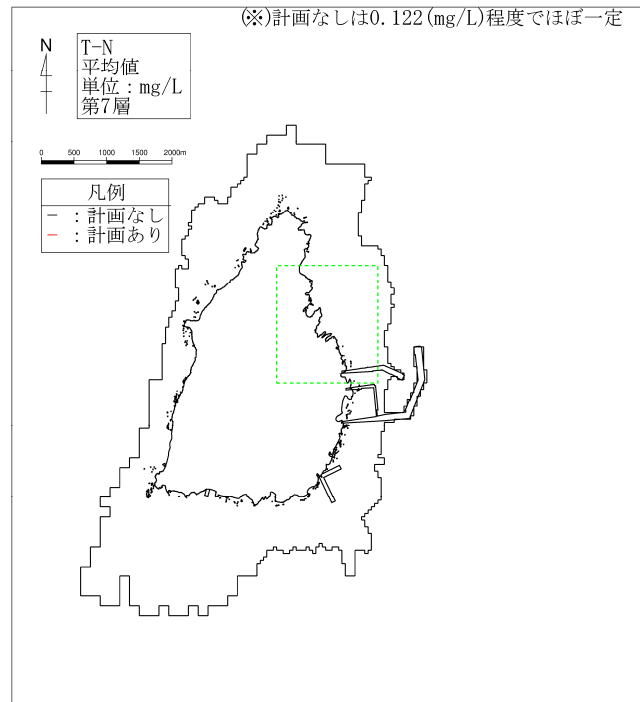 (※)計画なしは0.122(mg/L)程度でほぼ一定
N
T-N
平均値
単位：mg/L
第7層
0 500 1000 1500 2000m
凡例
－ ：計画なし
－ ：計画あり